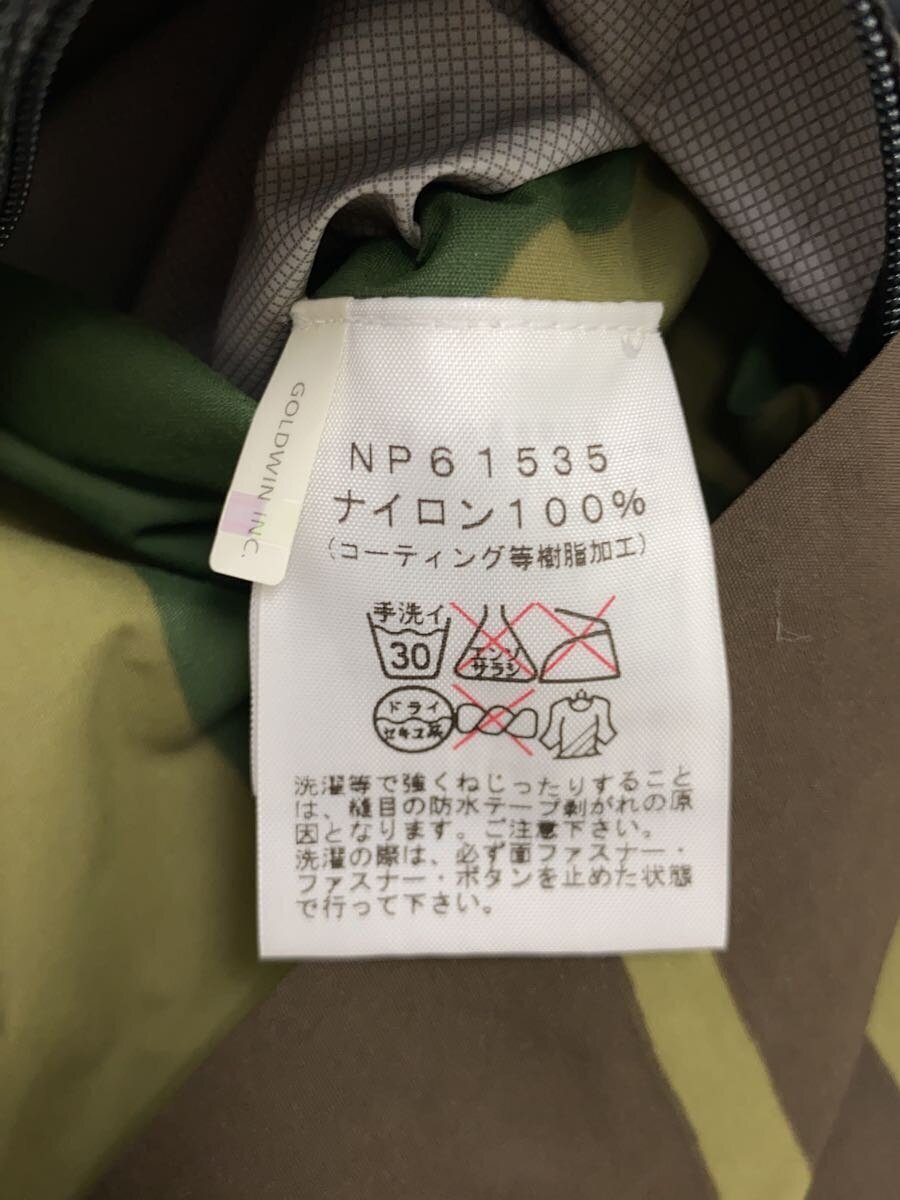 GOLDWIN INC.
NP61535
ナイロン100%
(コーティング等樹脂加工)
手洗イ
30
エンソ
サラシ
ドライ
セキユ系
洗濯等で強くねじったりすること
は、縫目の防水テープ剥がれの原
因となります。ご注意下さい。
洗濯の際は、必ず面ファスナー・
ファスナー・ボタンを止めた状態
で行って下さい。